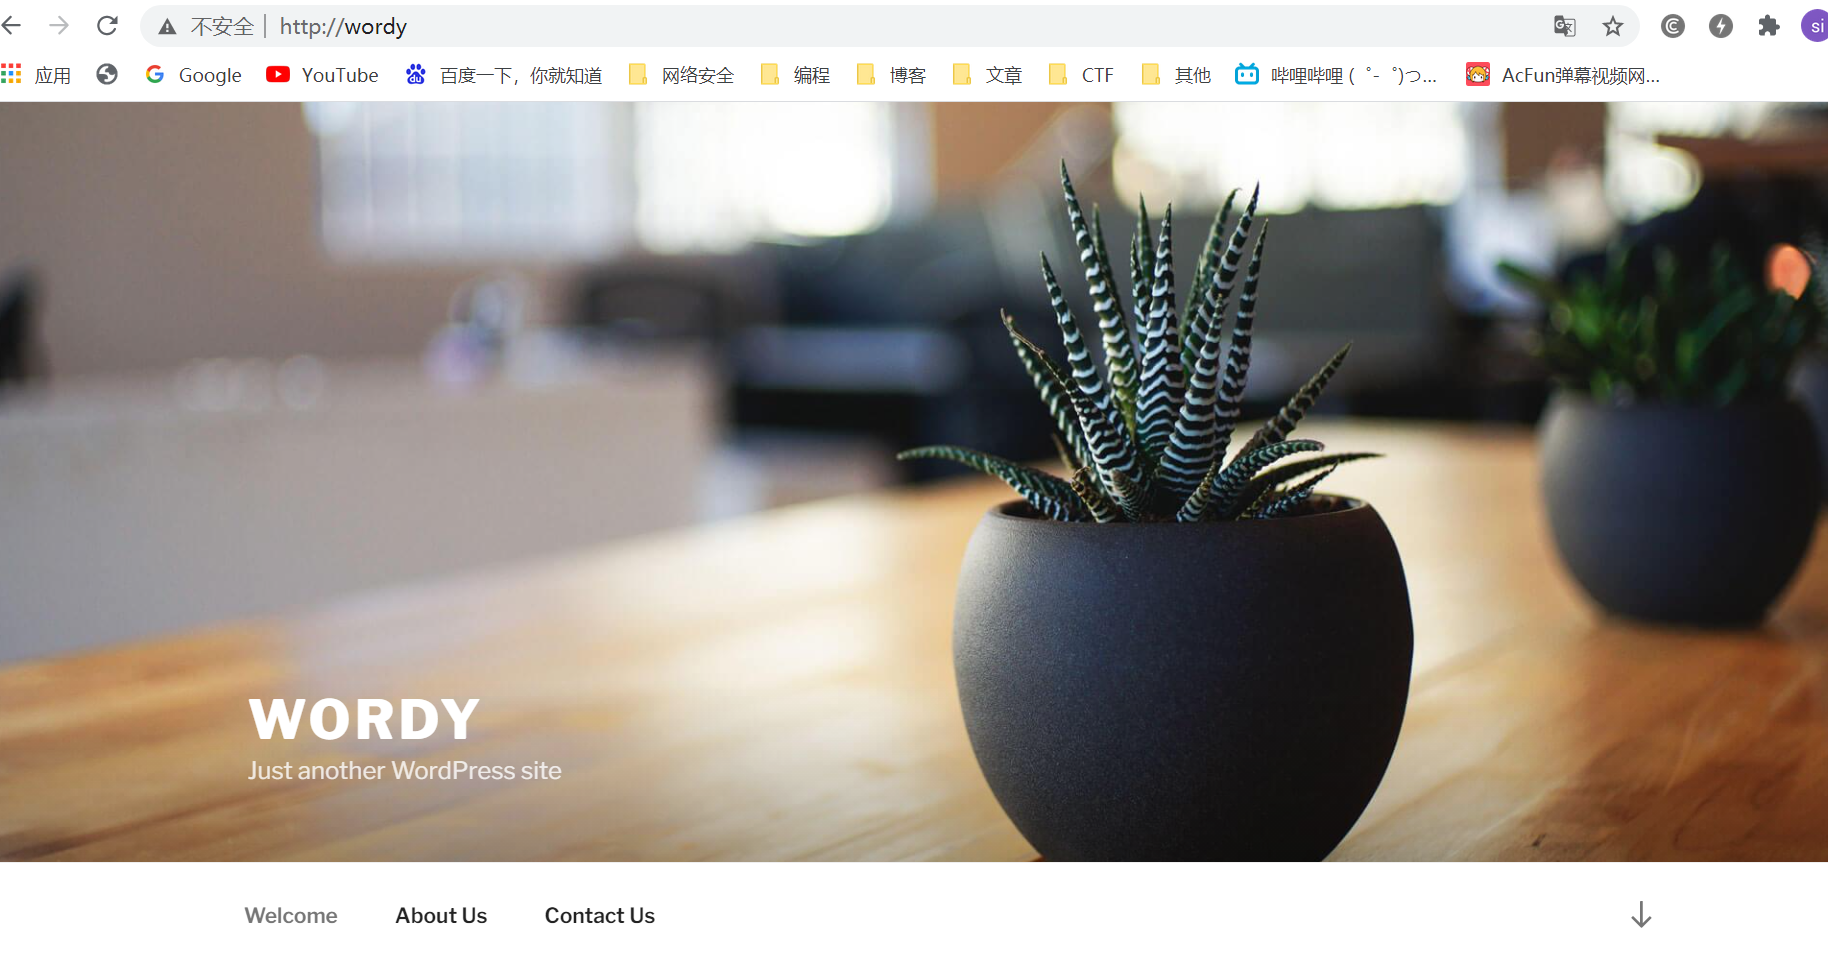 不安全 http://wordy si
应用 Google YouTube 百度一下，你就知道 网络安全 编程 博客 文章 CTF 其他 哔哩哔哩 (゜-゜)つ... AcFun弹幕视频网...
WORDY
Just another WordPress site
Welcome About Us Contact Us